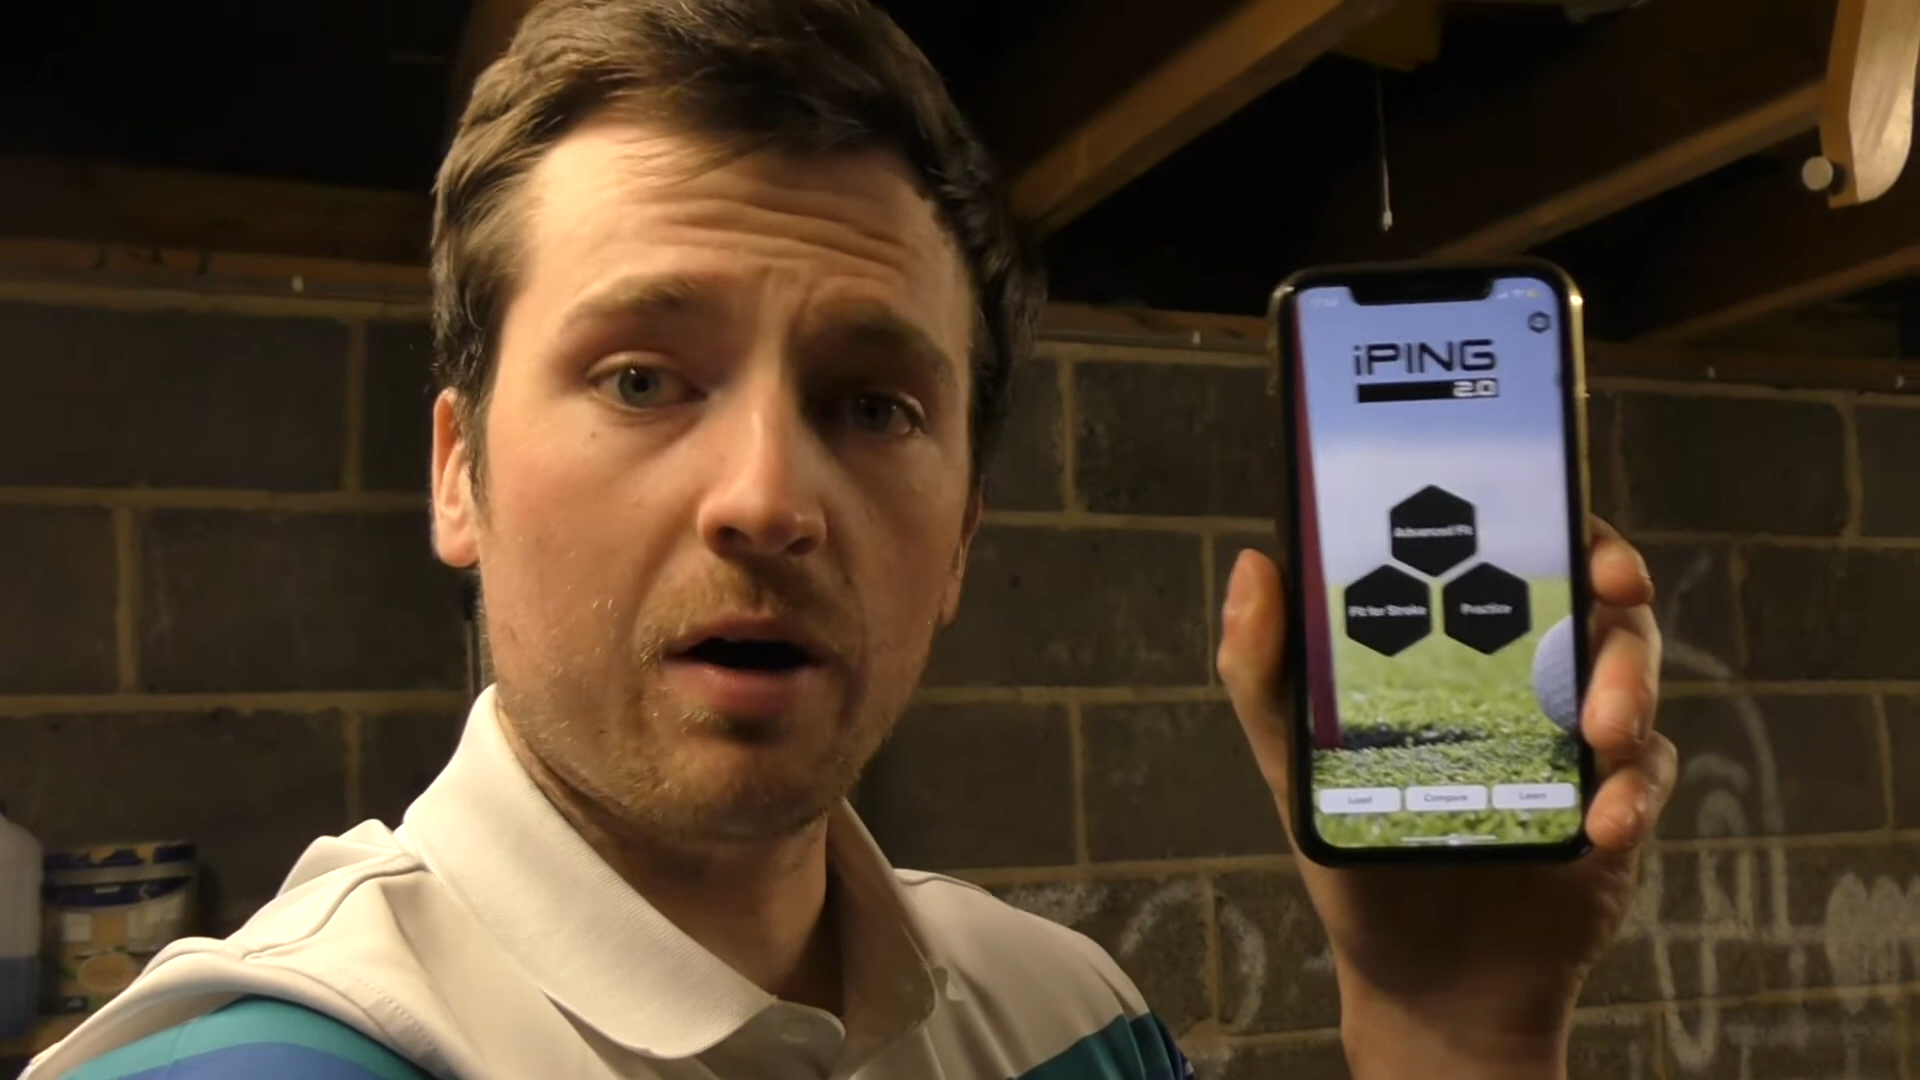 iPING
2.0
Advanced Fit
Fit for Stroke
Practice
Load
Compare
Learn